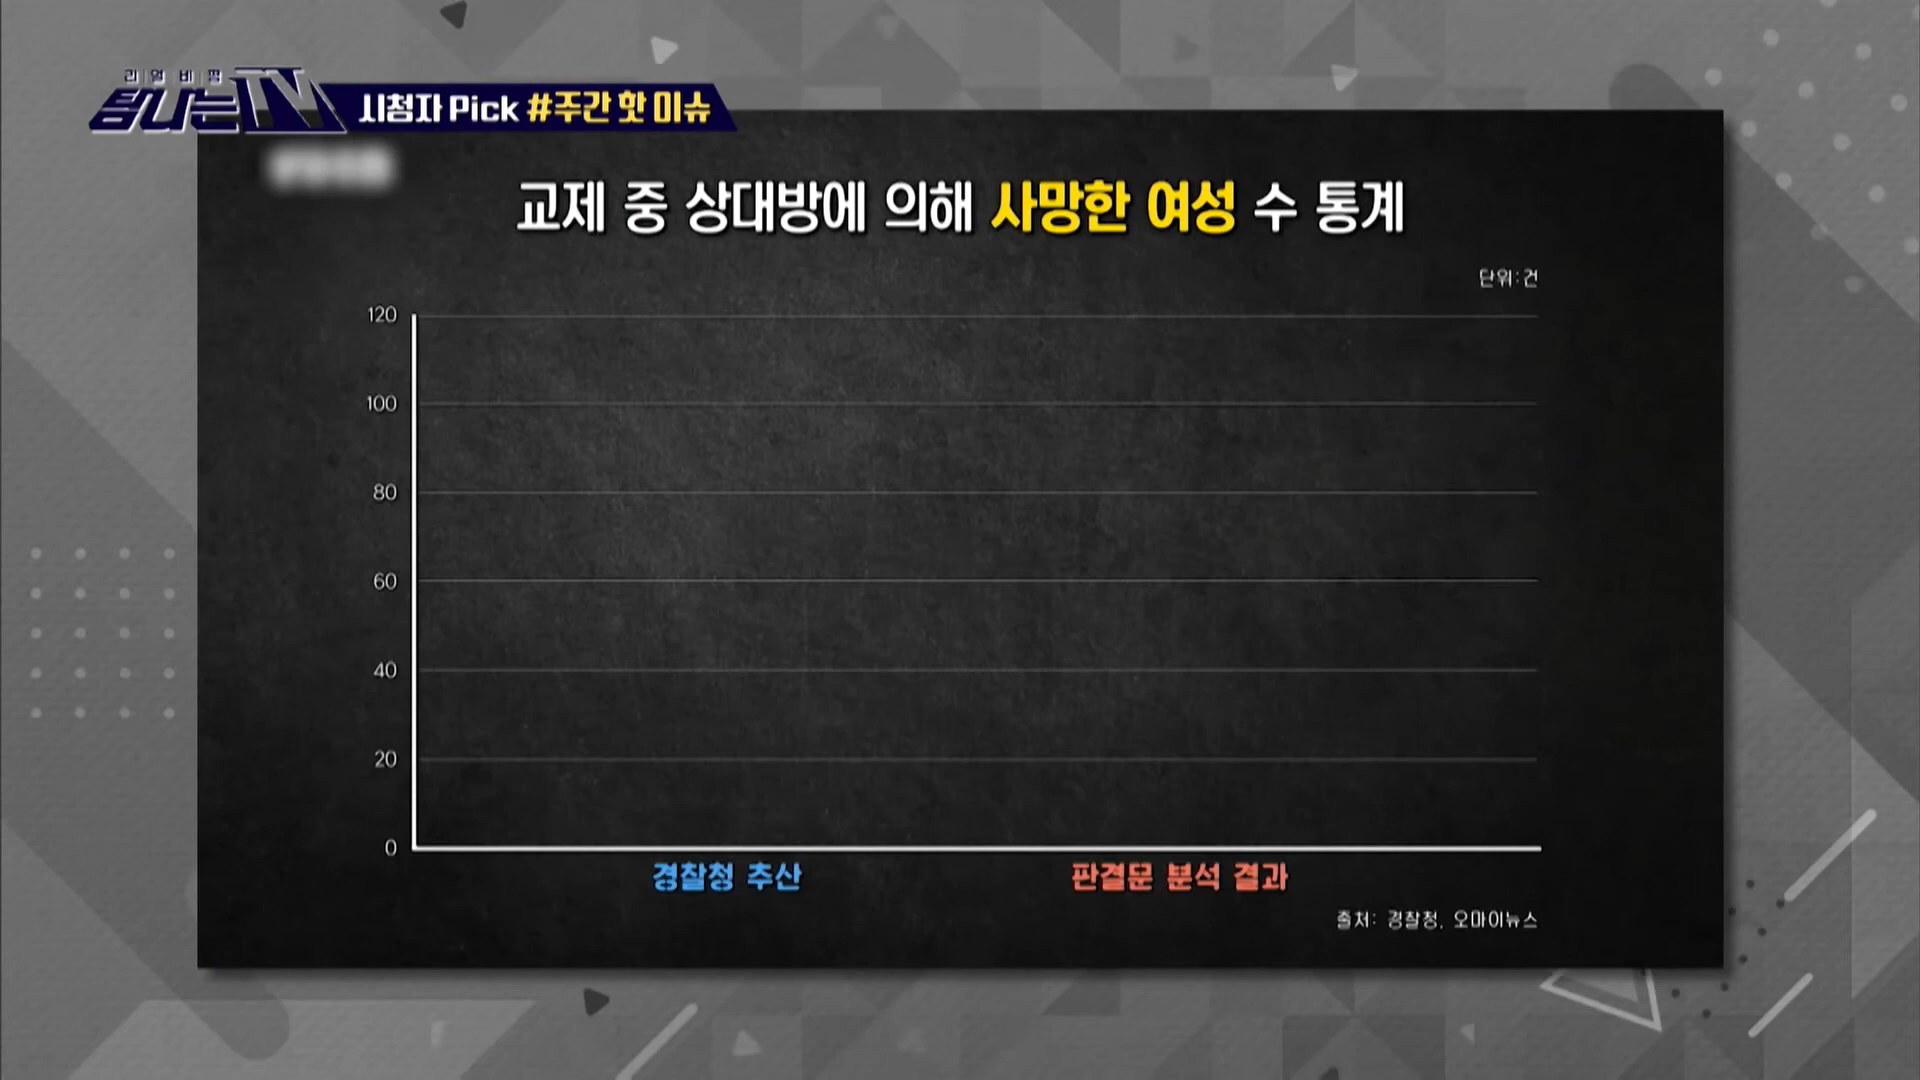 리얼 비평
탐나는TV
시청자 Pick #주간 핫 이슈
교제 중 상대방에 의해 사망한 여성 수 통계
단위:건
120
100
80
60
40
20
0
경찰청 추산
판결문 분석 결과
출처: 경찰청, 오마이뉴스